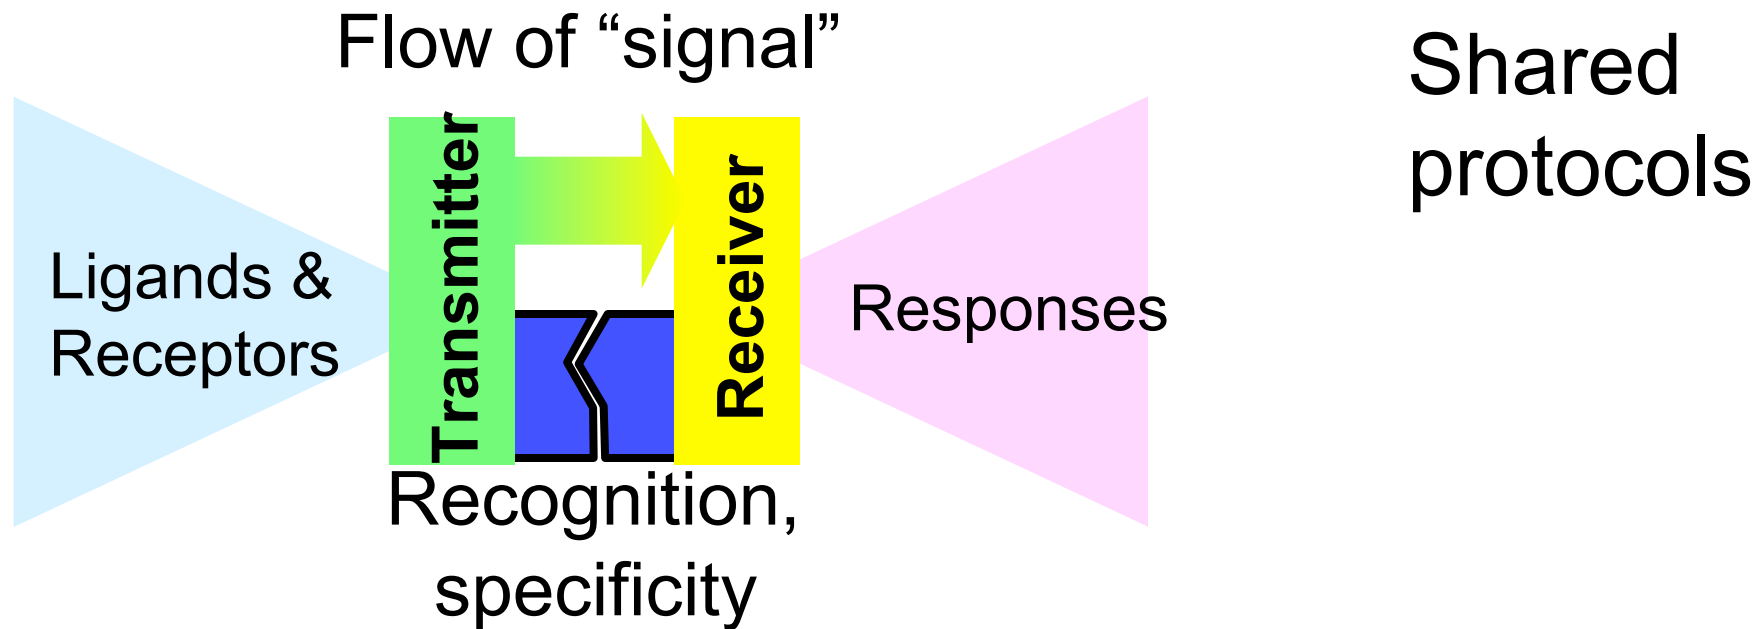 Flow of “signal”
Shared
protocols
Ligands &
Receptors
Transmitter
Receiver
Responses
Recognition,
specificity